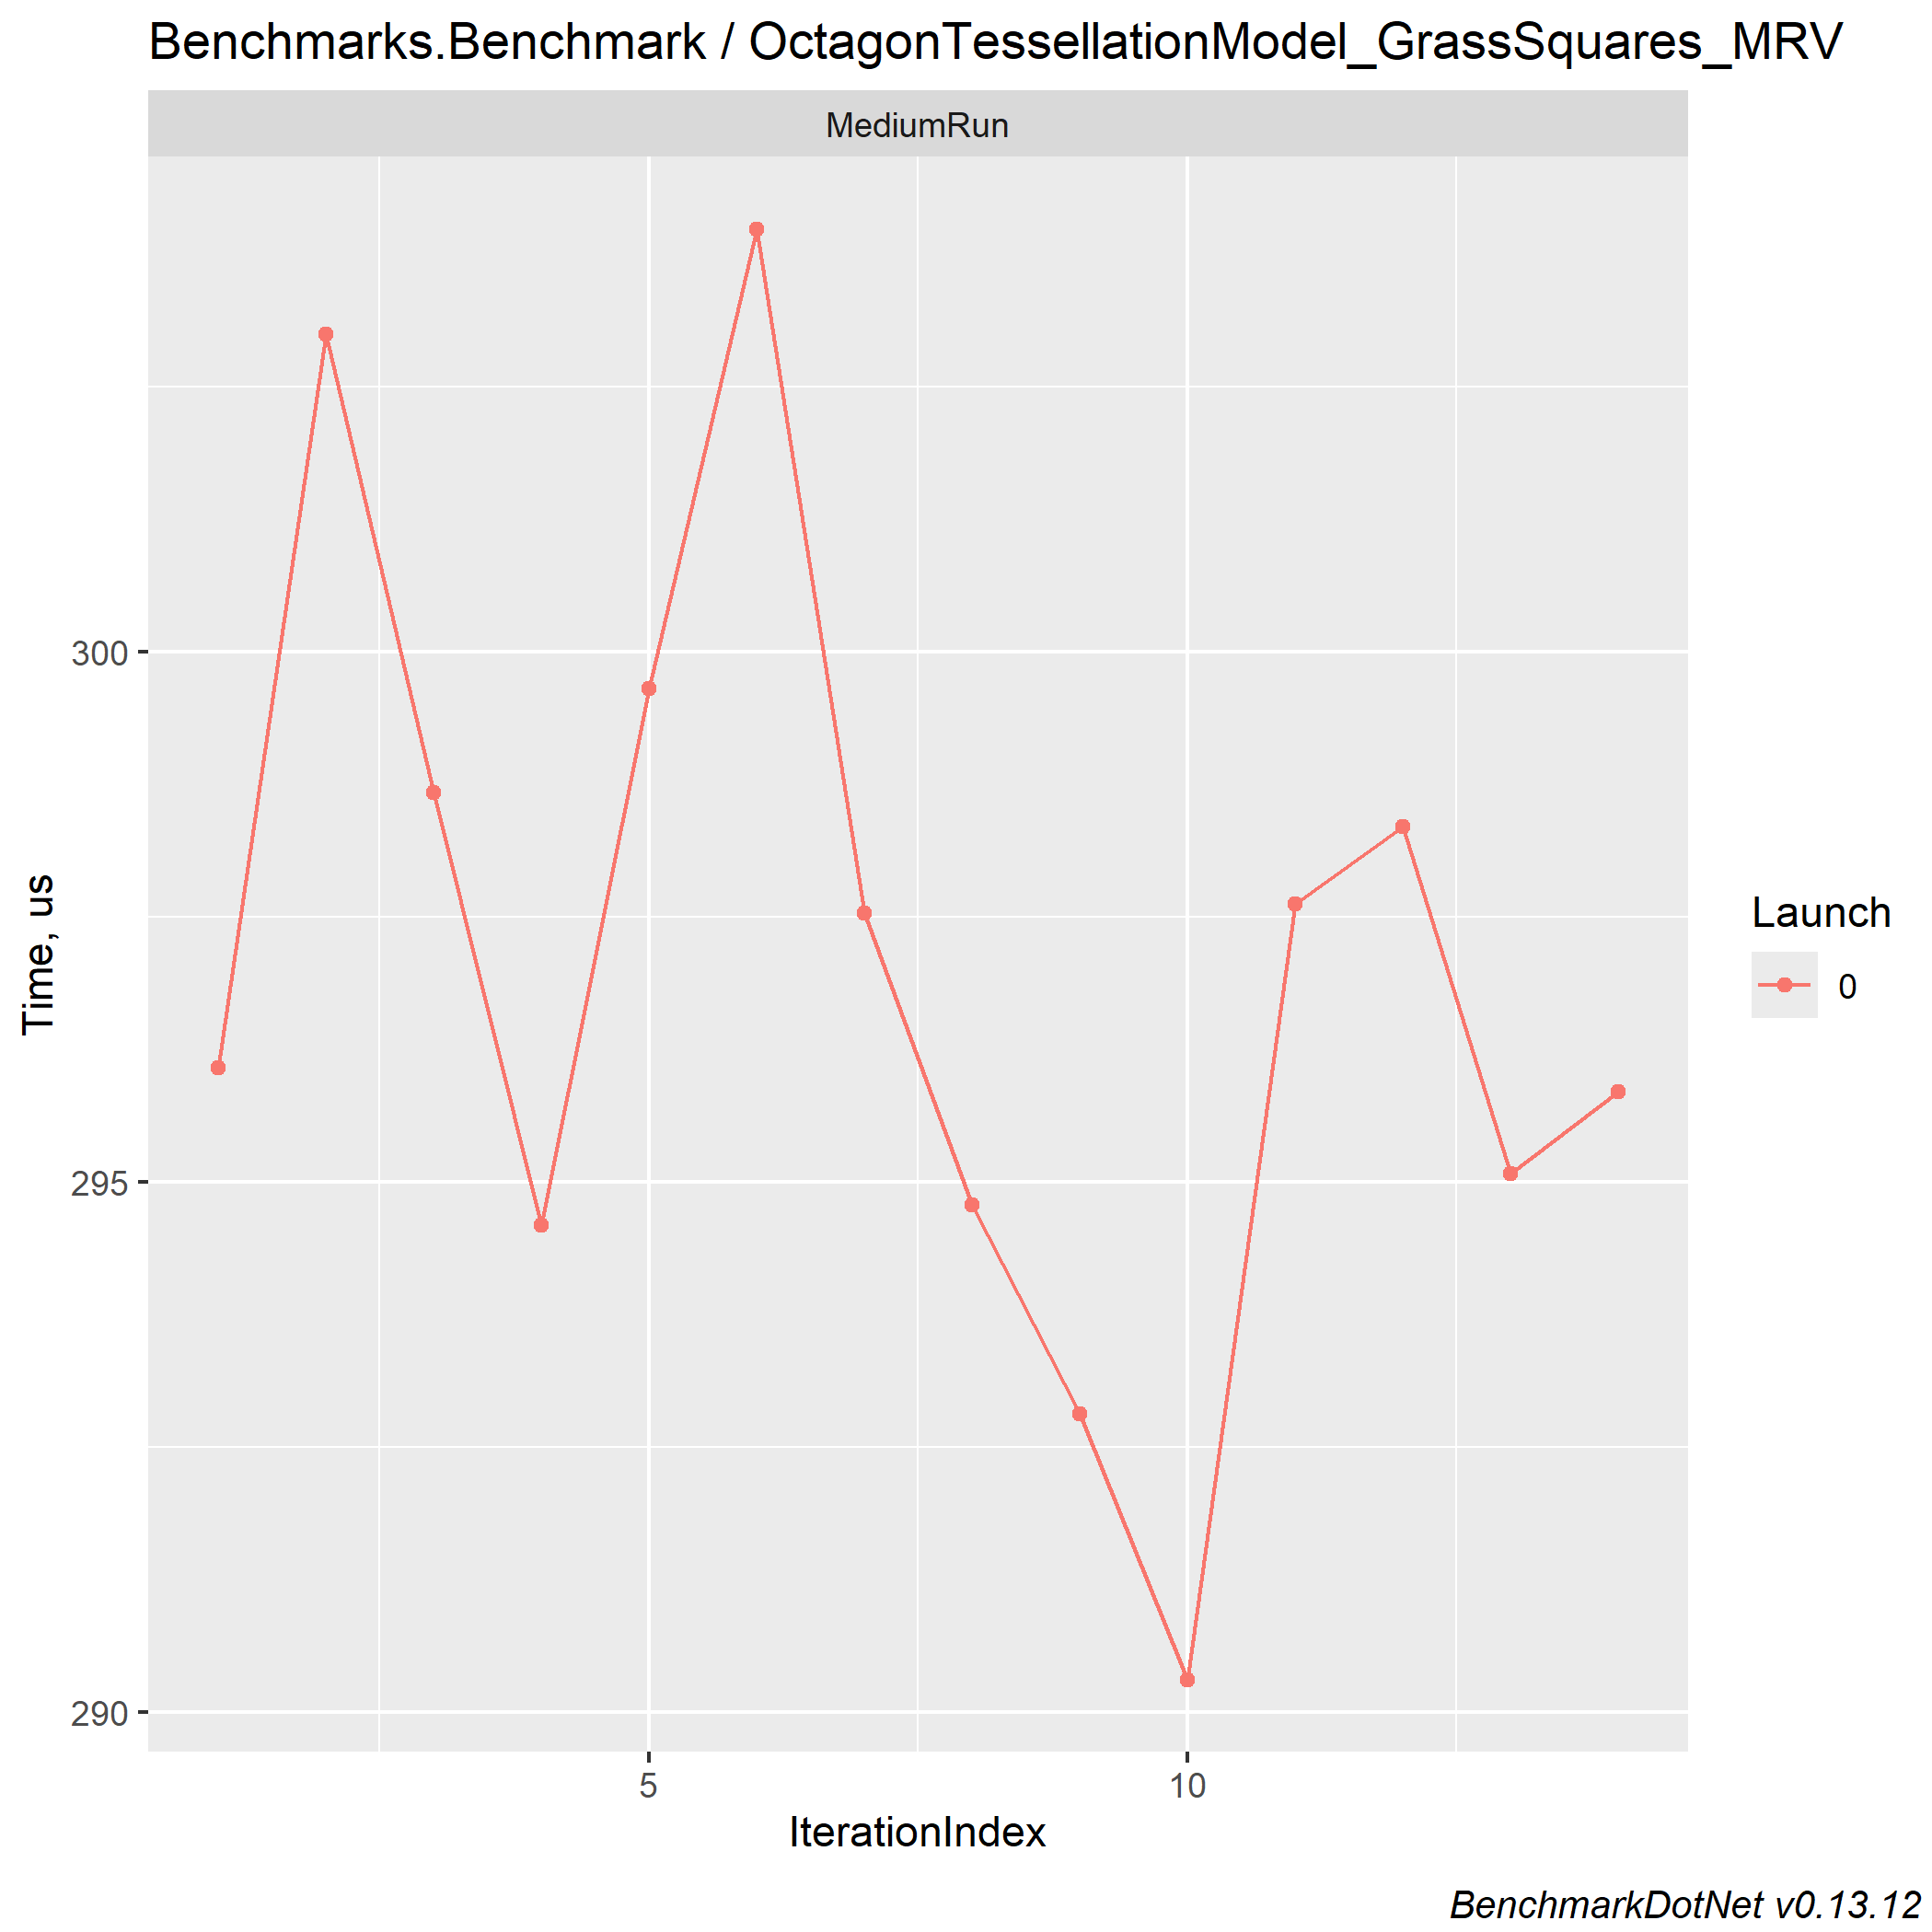 Benchmarks.Benchmark / OctagonTessellationModel_GrassSquares_MRV
MediumRun
300
295
290
Time, us
5
10
IterationIndex
Launch
0
BenchmarkDotNet v0.13.12